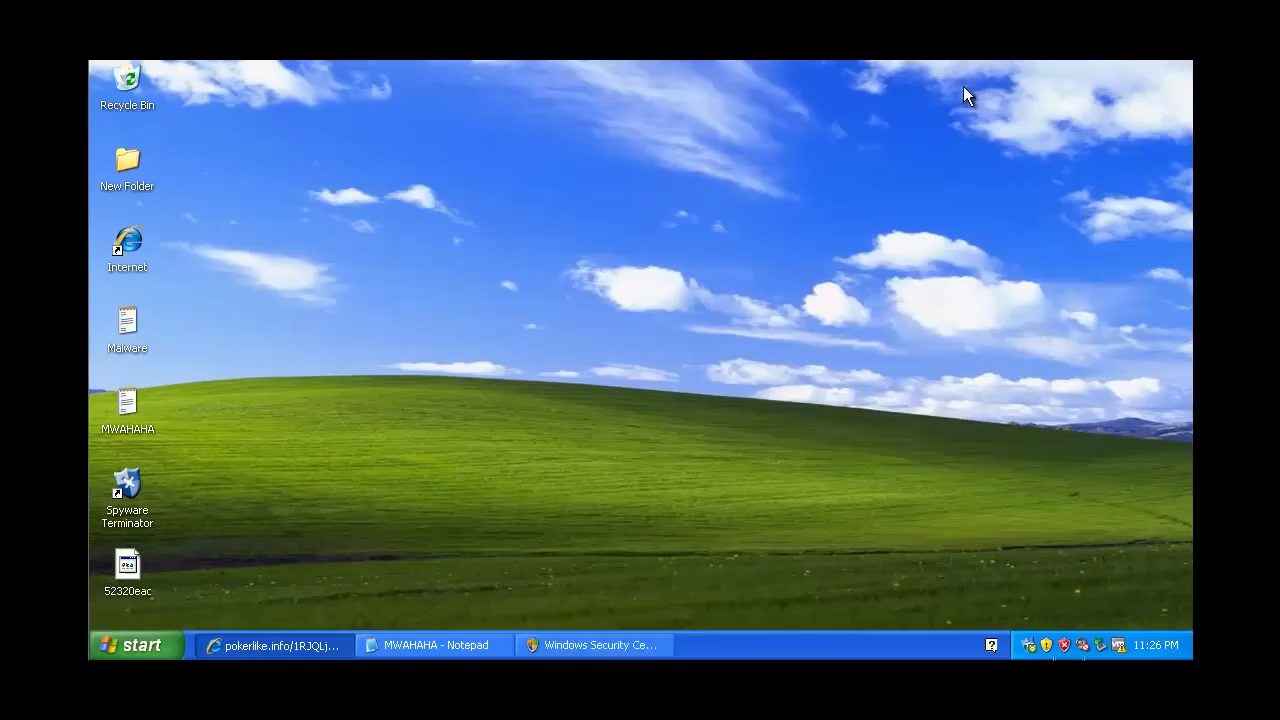 Recycle Bin
New Folder
Internet
Malware
MWAHAHA
Spyware
Terminator
52320eac
start
pokerlike.info/1RJQLj...
MWAHAHA - Notepad
Windows Security Ce...
11:26 PM